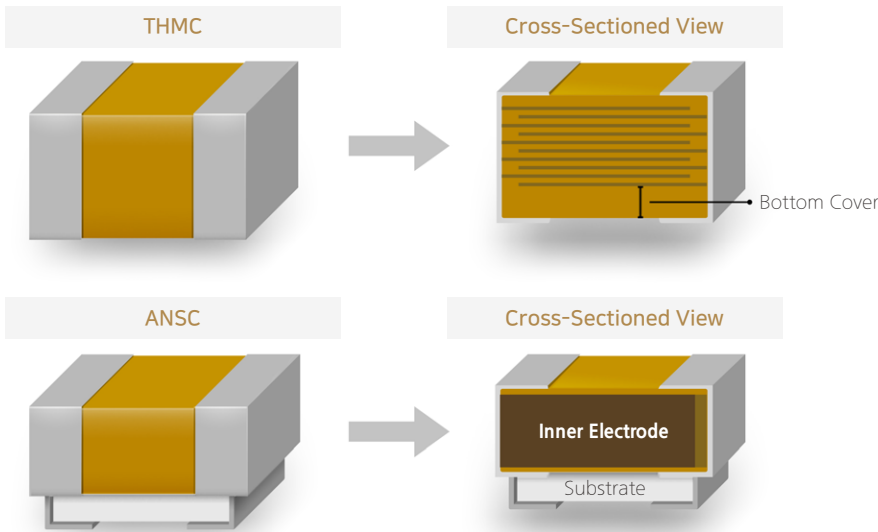 THMC
Cross-Sectioned View
Bottom Cover
ANSC
Cross-Sectioned View
Inner Electrode
Substrate